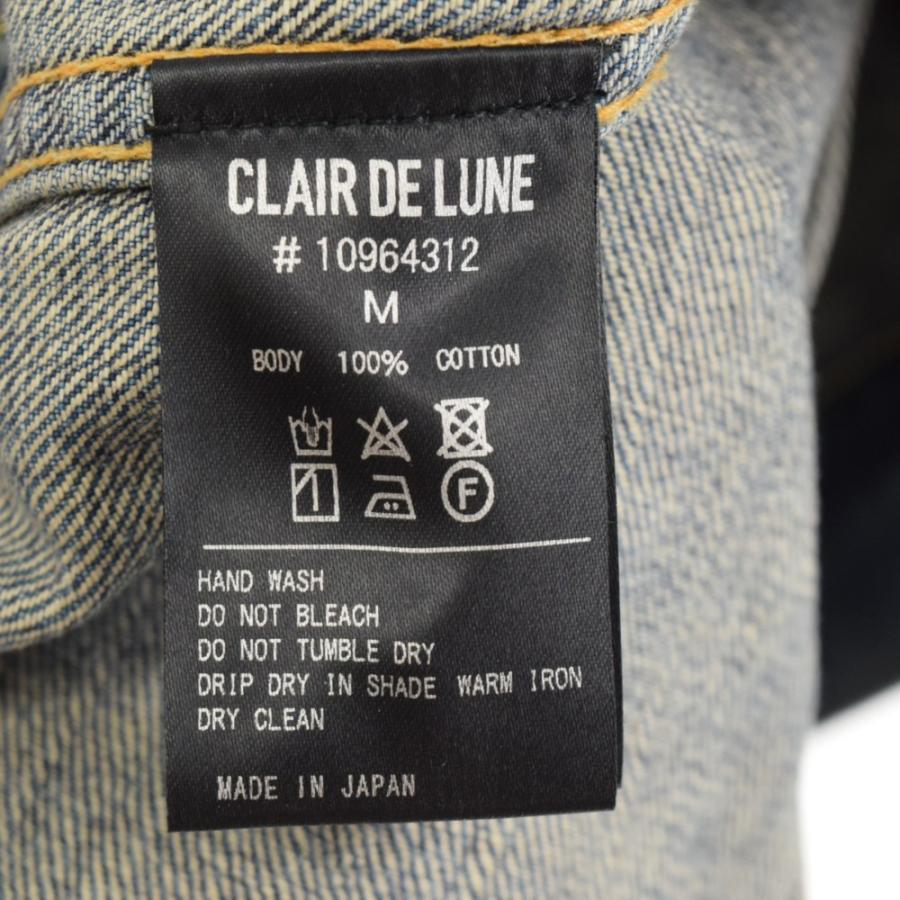 CLAIR DE LUNE
# 10964312
M
BODY 100% COTTON
F
HAND WASH
DO NOT BLEACH
DO NOT TUMBLE DRY
DRIP DRY IN SHADE WARM IRON
DRY CLEAN
MADE IN JAPAN